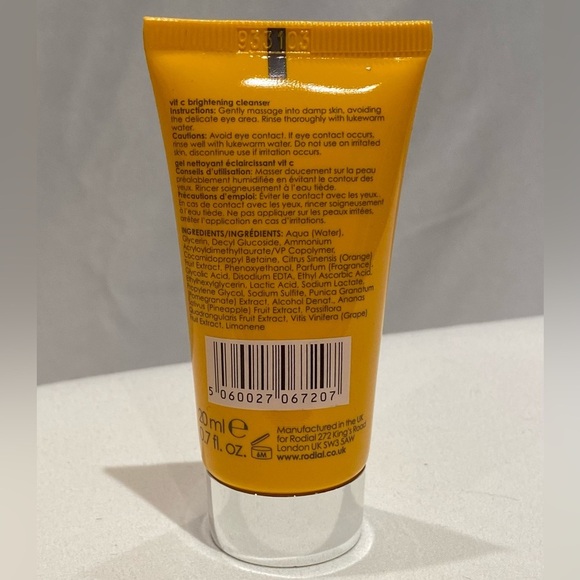 933103
vit c brightening cleanser
Instructions: Gently massage into damp skin, avoiding
the delicate eye area. Rinse thoroughly with lukewarm
water.
Cautions: Avoid eye contact. If eye contact occurs,
rinse well with lukewarm water. Do not use on irritated
skin, discontinue use if irritation occurs.
gel nettoyant éclaircissant vit c
Conseils d'utilisation: Masser doucement sur la peau
préalablement humidifiée en évitant le contour des
yeux. Rincer soigneusement à l'eau tiède.
Précautions d'emploi: Éviter le contact avec les yeux.
En cas de contact avec les yeux, rincer soigneusement
à l'eau tiède. Ne pas appliquer sur les peaux irritées,
arrêter l'application en cas d'irritations.
INGREDIENTS/INGRÉDIENTS: Aqua (Water),
Glycerin, Decyl Glucoside, Ammonium
Acryloyldimethyltaurate/VP Copolymer,
Cocamidopropyl Betaine, Citrus Sinensis (Orange)
Fruit Extract, Phenoxyethanol, Parfum (Fragrance),
Glycolic Acid, Disodium EDTA, Ethyl Ascorbic Acid,
Ethylhexylglycerin, Lactic Acid, Sodium Lactate,
Propylene Glycol, Sodium Sulfite, Punica Granatum
(Pomegranate) Extract, Alcohol Denat., Ananas
Sativus (Pineapple) Fruit Extract, Passiflora
Quadrangularis Fruit Extract, Vitis Vinifera (Grape)
Fruit Extract, Limonene
5 060027 067207
20 ml e
0.7 fl. oz.
6M
Manufactured in the UK
for Rodial 272 King's Road
London UK SW3 5AW
www.rodial.co.uk